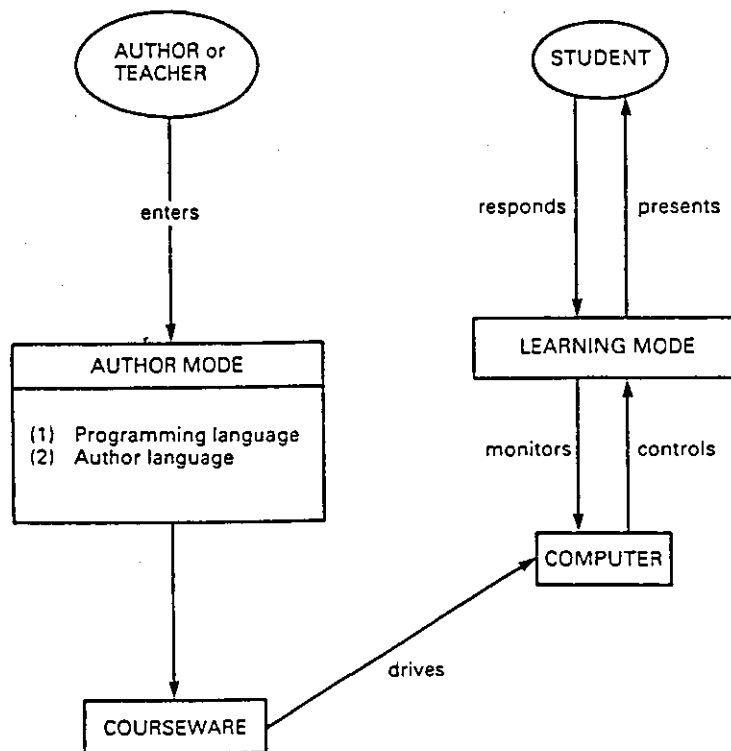 AUTHOR or
TEACHER
enters
AUTHOR MODE
(1) Programming language
(2) Author language
COURSEWARE
drives
STUDENT
responds
presents
LEARNING MODE
monitors
controls
COMPUTER